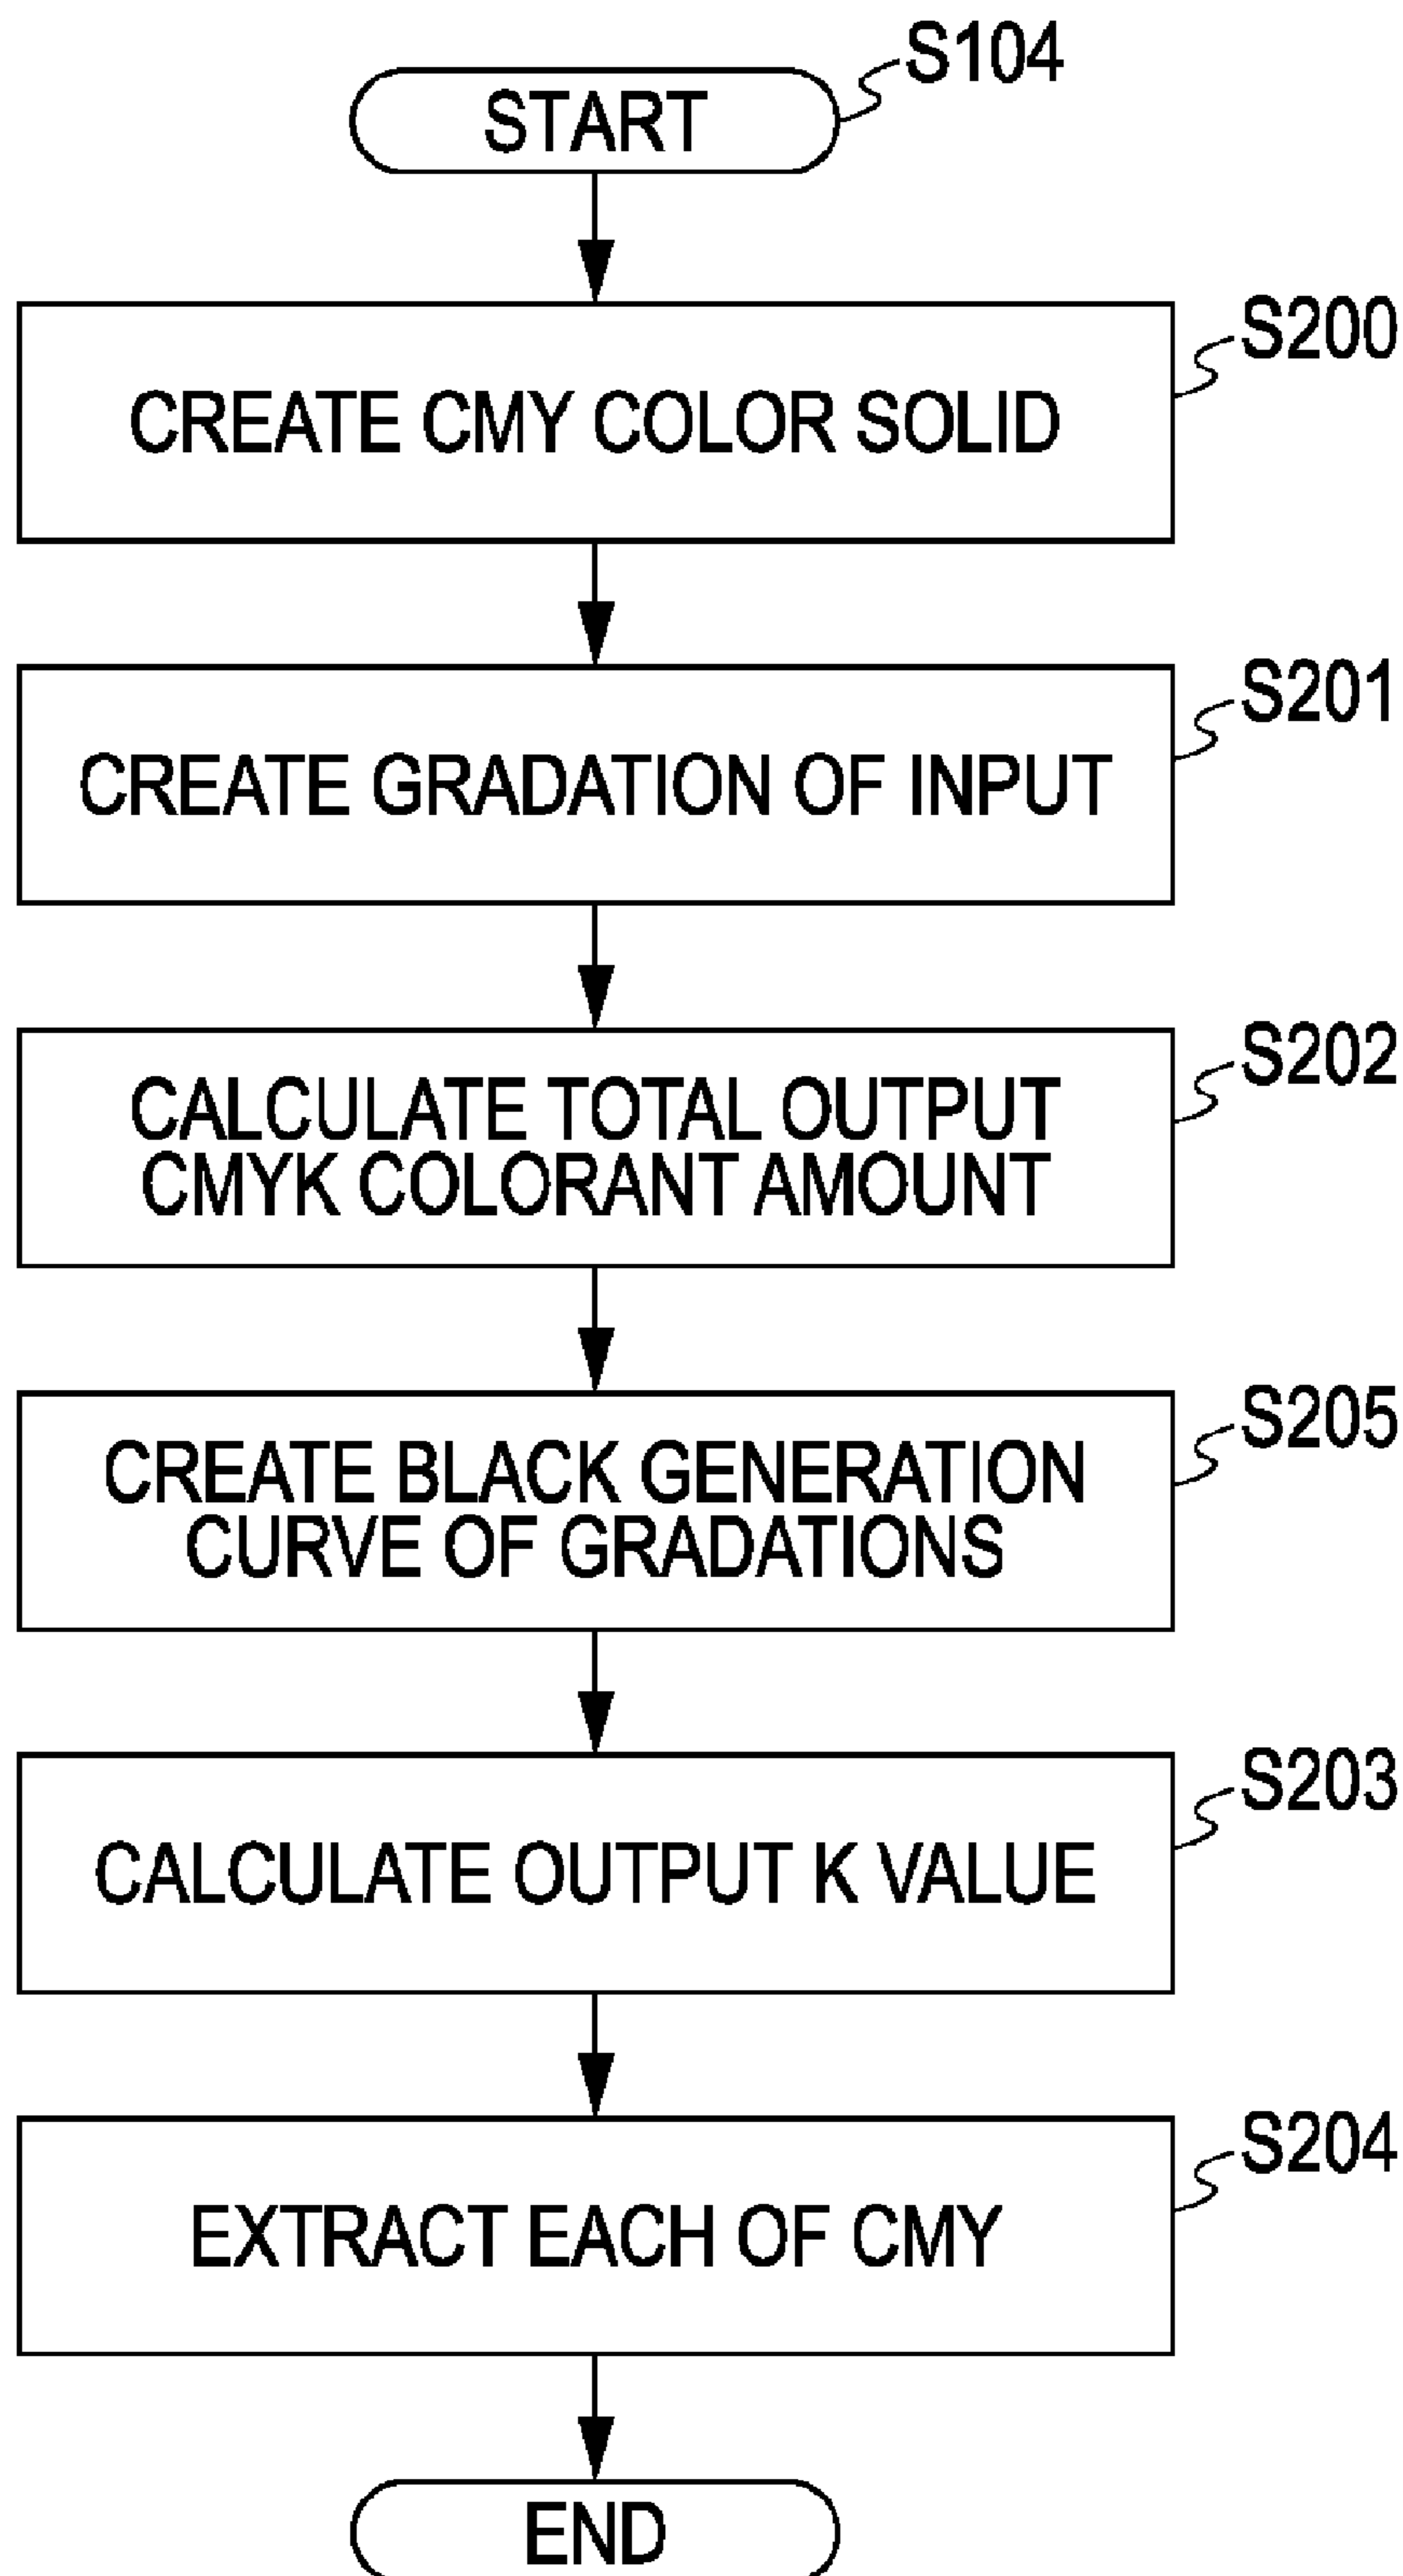 S104
START
S200
CREATE CMY COLOR SOLID
S201
CREATE GRADATION OF INPUT
S202
CALCULATE TOTAL OUTPUT
CMYK COLORANT AMOUNT
S205
CREATE BLACK GENERATION
CURVE OF GRADATIONS
S203
CALCULATE OUTPUT K VALUE
S204
EXTRACT EACH OF CMY
END